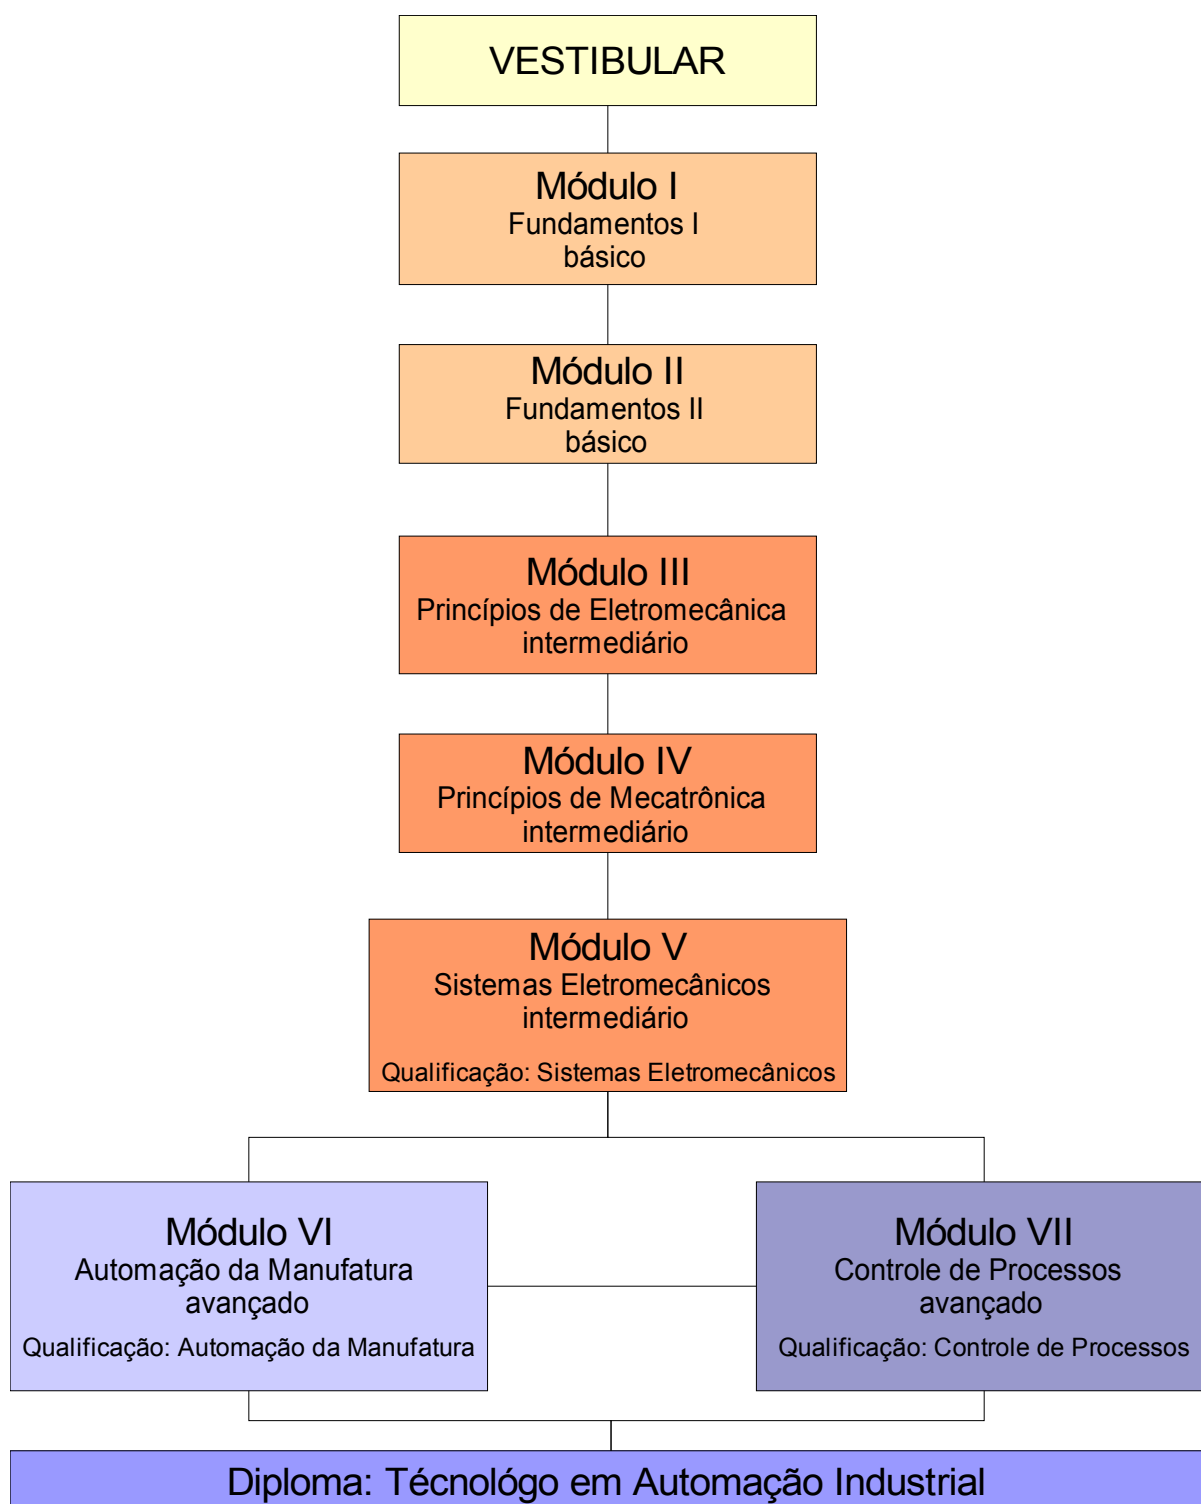 VESTIBULAR
Módulo I
Fundamentos I
básico
Módulo II
Fundamentos II
básico
Módulo III
Princípios de Eletromecânica
intermediário
Módulo IV
Princípios de Mecatrônica
intermediário
Módulo V
Sistemas Eletromecânicos
intermediário
Qualificação: Sistemas Eletromecânicos
Módulo VI
Automação da Manufatura
avançado
Qualificação: Automação da Manufatura
Módulo VII
Controle de Processos
avançado
Qualificação: Controle de Processos
Diploma: Técnológo em Automação Industrial